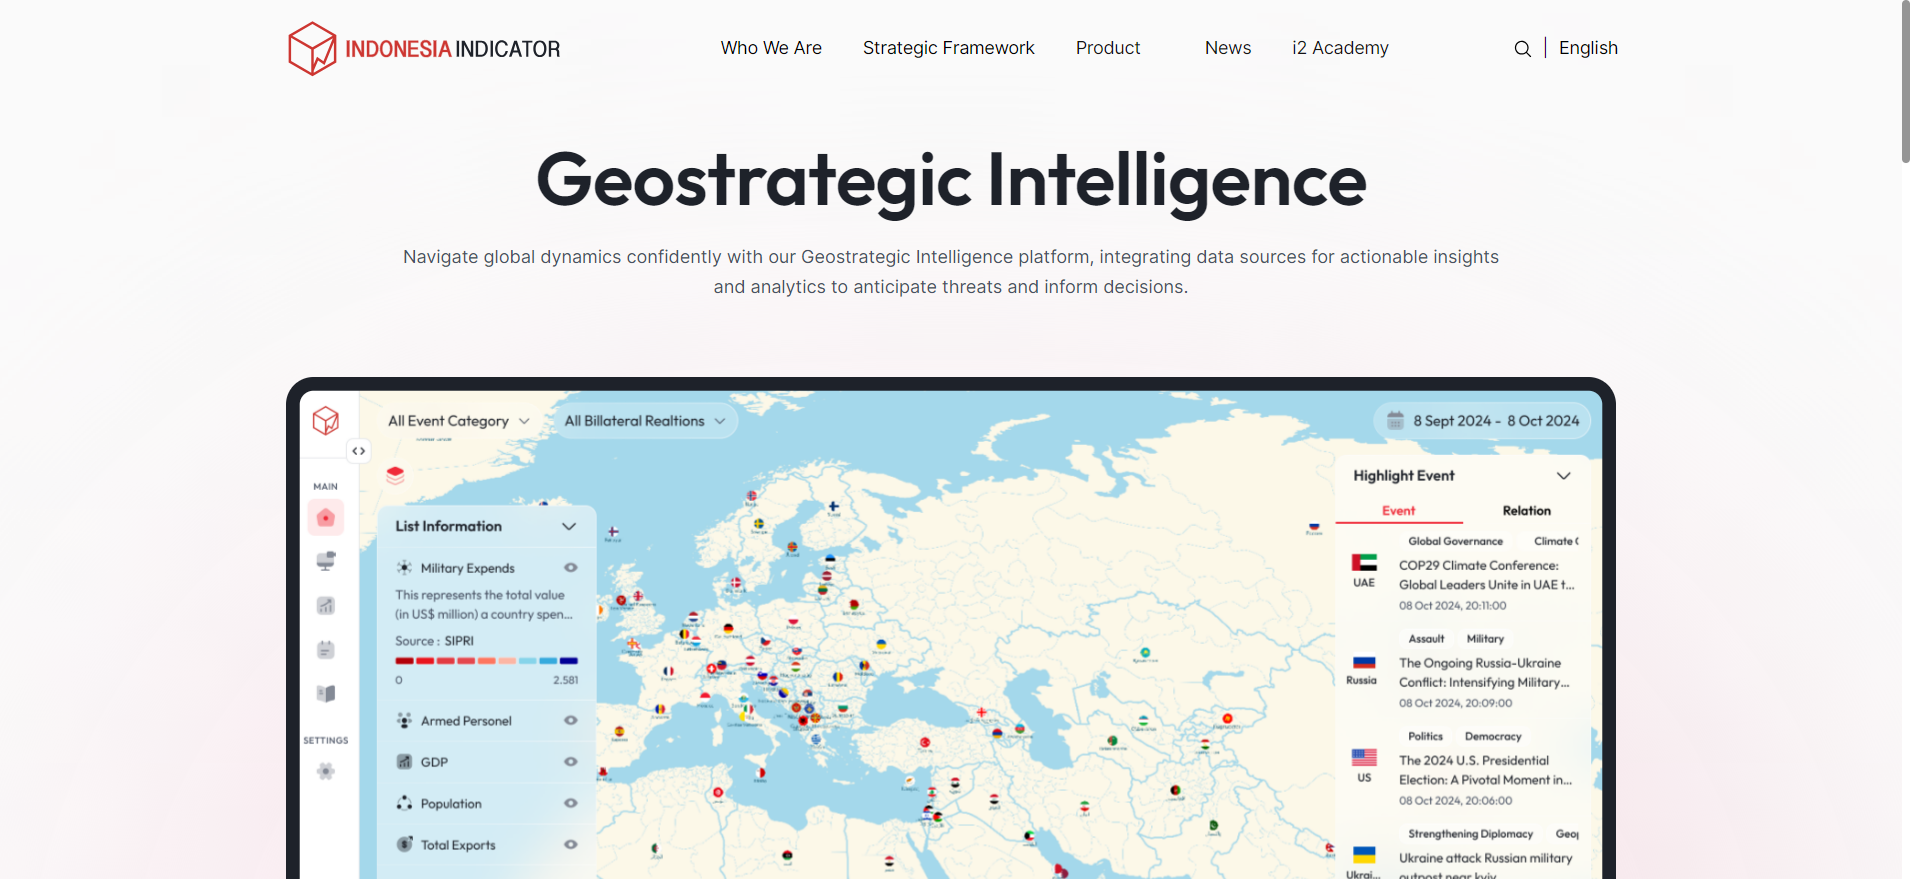 INDONESIA INDICATOR
Who We Are
Strategic Framework
Product
News
i2 Academy
English
Geostrategic Intelligence
Navigate global dynamics confidently with our Geostrategic Intelligence platform, integrating data sources for actionable insights
and analytics to anticipate threats and inform decisions.
All Event Category
All Billateral Realtions
8 Sept 2024 - 8 Oct 2024
MAIN
SETTINGS
List Information
Military Expends
This represents the total value
(in US$ million) a country spen...
Source : SIPRI
0
2.581
Armed Personel
GDP
Population
Total Exports
Highlight Event
Event
Relation
Global Governance
Climate
UAE
COP29 Climate Conference:
Global Leaders Unite in UAE t...
08 Oct 2024, 20:11:00
Assault
Military
Russia
The Ongoing Russia-Ukraine
Conflict: Intensifying Military...
08 Oct 2024, 20:09:00
Politics
Democracy
US
The 2024 U.S. Presidential
Election: A Pivotal Moment in...
08 Oct 2024, 20:06:00
Strengthening Diplomacy
Ukrai...
Ukraine attack Russian military
outpost near kyiv